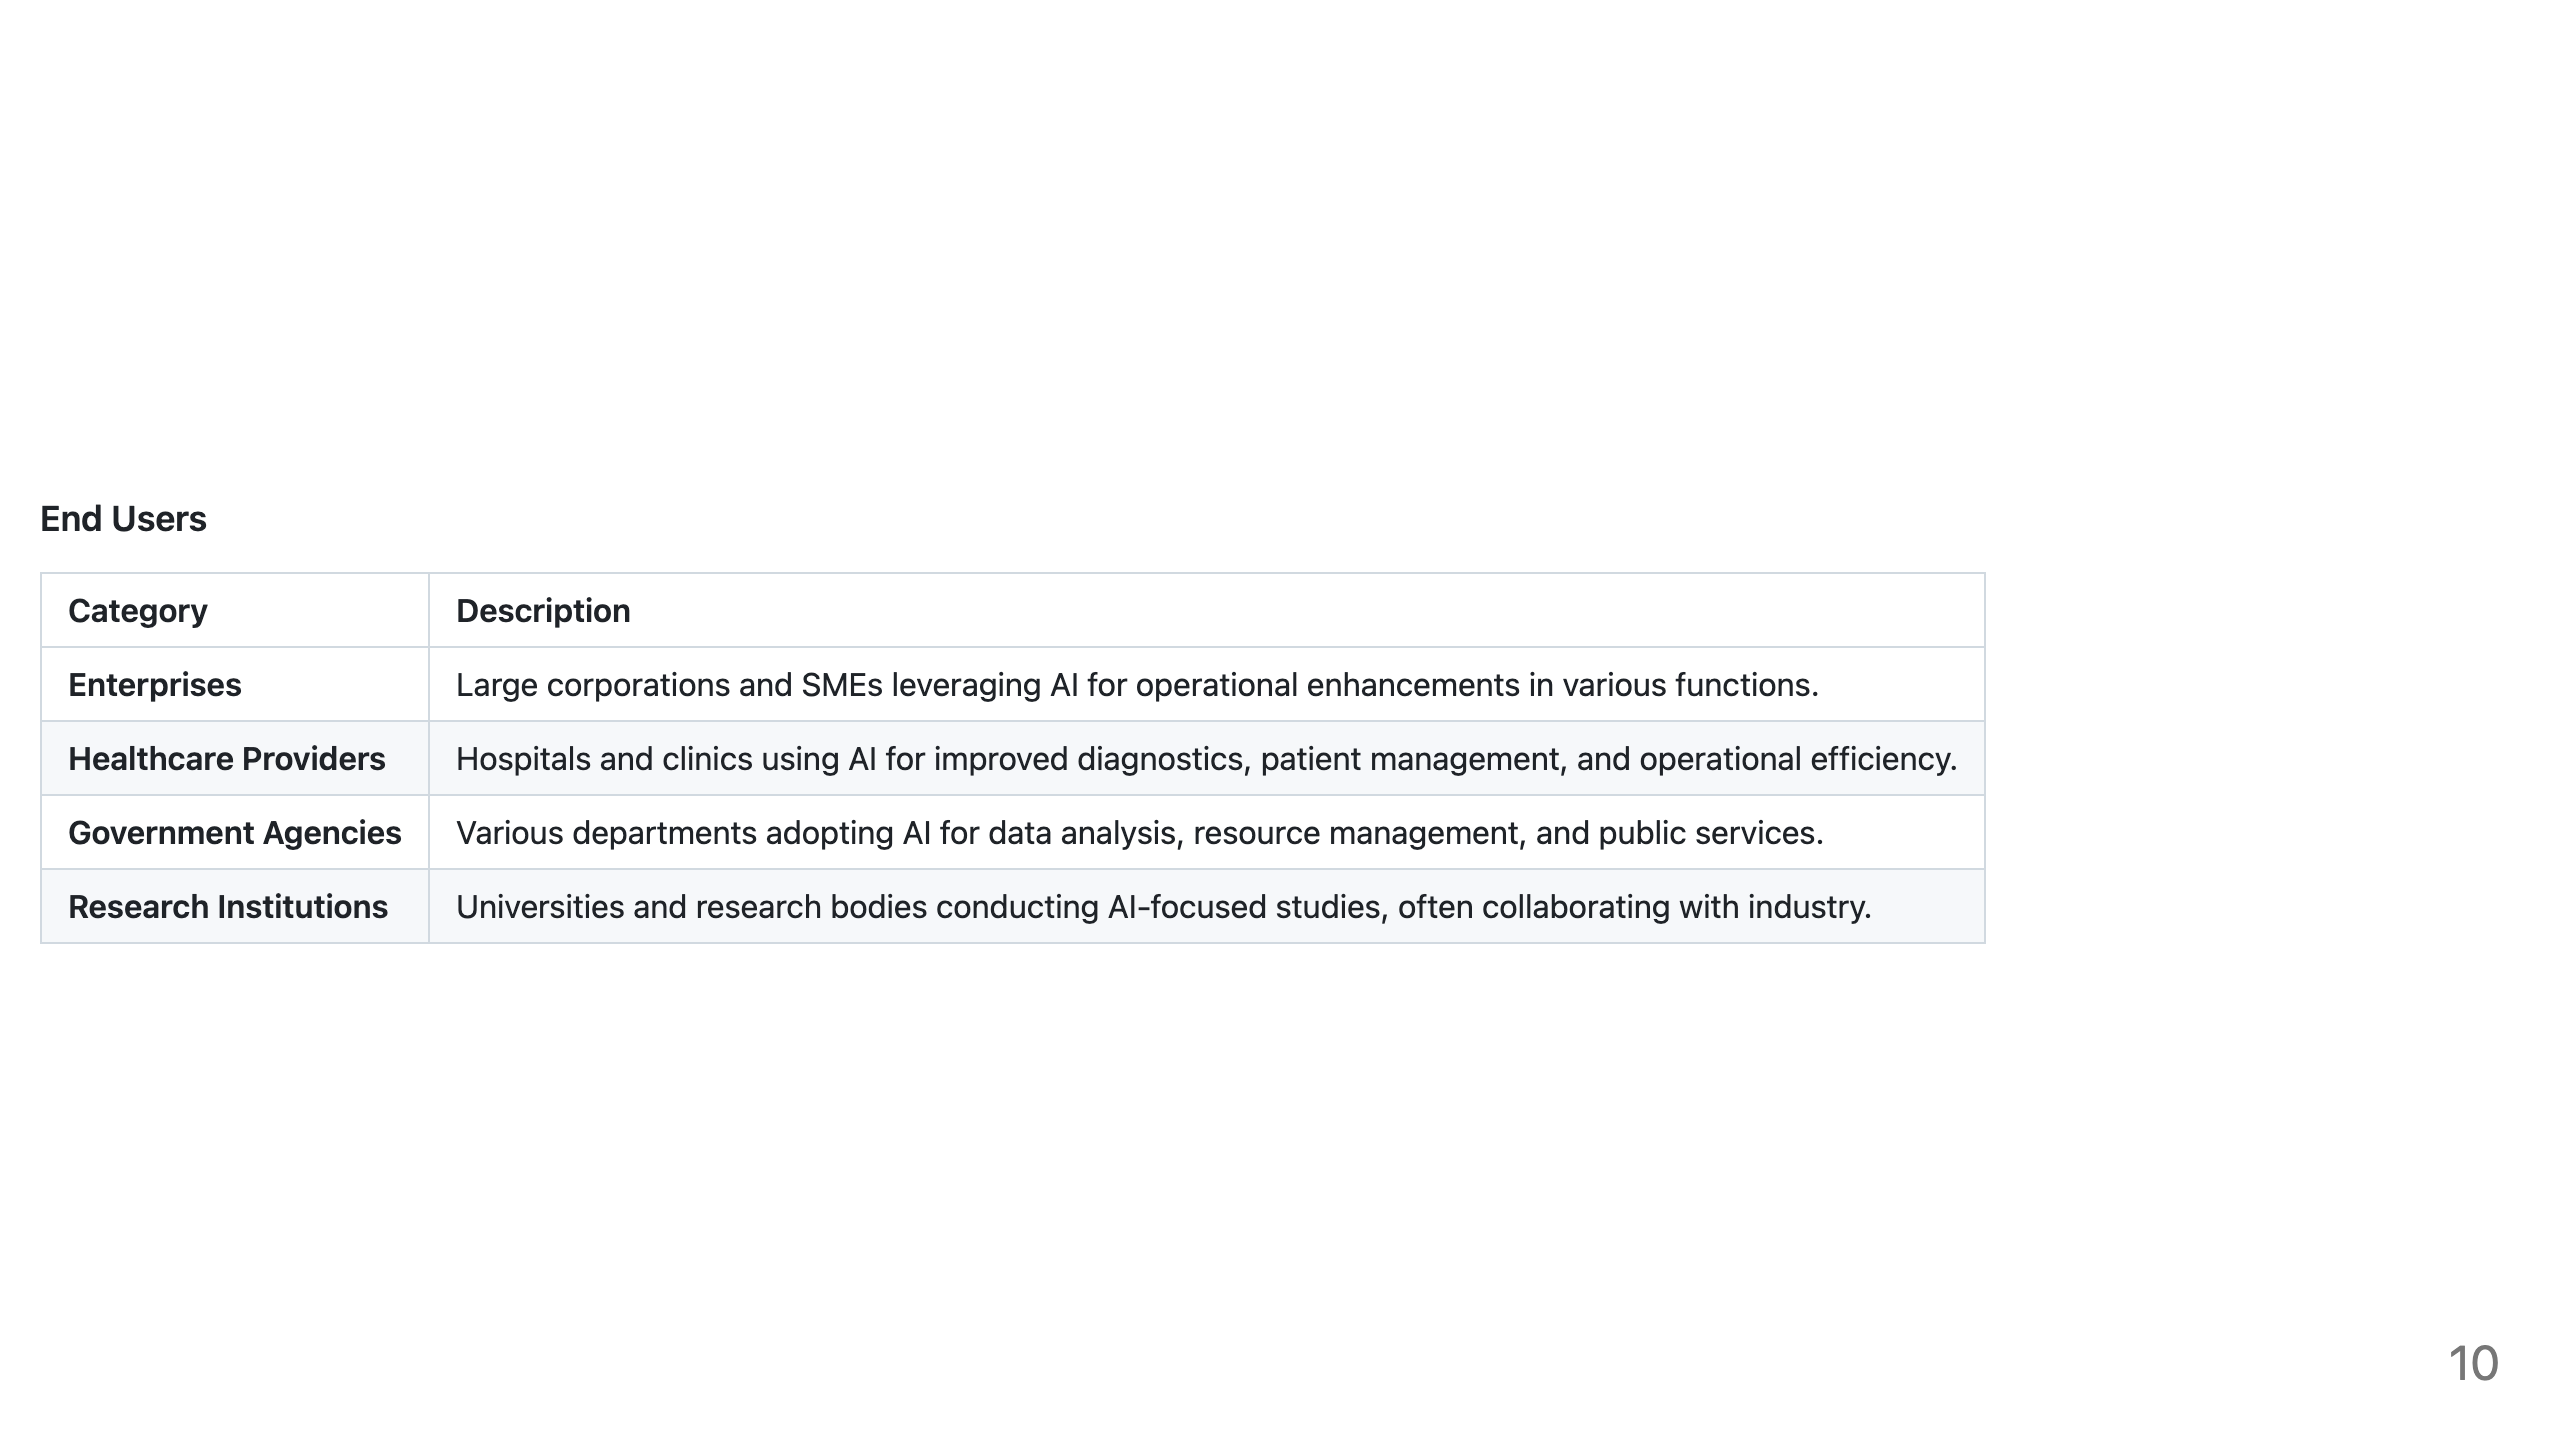 End Users
Category Description
Enterprises Large corporations and SMEs leveraging AI for operational enhancements in various functions.
Healthcare Providers Hospitals and clinics using AI for improved diagnostics, patient management, and operational efficiency.
Government Agencies Various departments adopting AI for data analysis, resource management, and public services.
Research Institutions Universities and research bodies conducting AI-focused studies, often collaborating with industry.
10